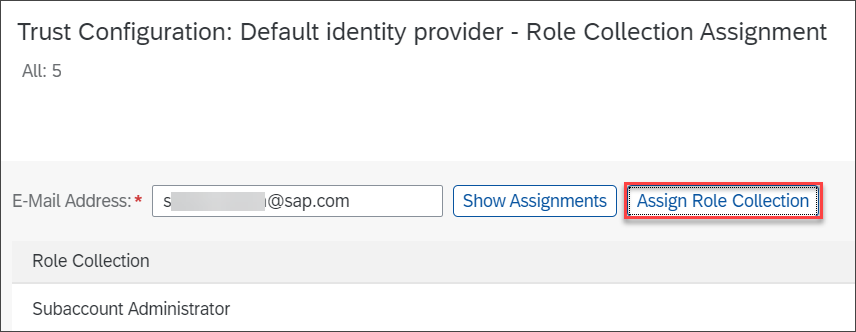 Trust Configuration: Default identity provider - Role Collection Assignment
All: 5
E-Mail Address:* s @sap.com Show Assignments Assign Role Collection
Role Collection
Subaccount Administrator